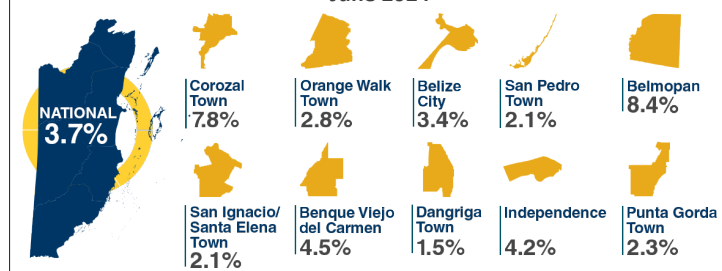 June 2024
NATIONAL
3.7%
Corozal
Town
7.8%
Orange Walk
Town
2.8%
Belize
City
3.4%
San Pedro
Town
2.1%
Belmopan
8.4%
San Ignacio/
Santa Elena
Town
2.1%
Benque Viejo
del Carmen
4.5%
Dangriga
Town
1.5%
Independence
4.2%
Punta Gorda
Town
2.3%